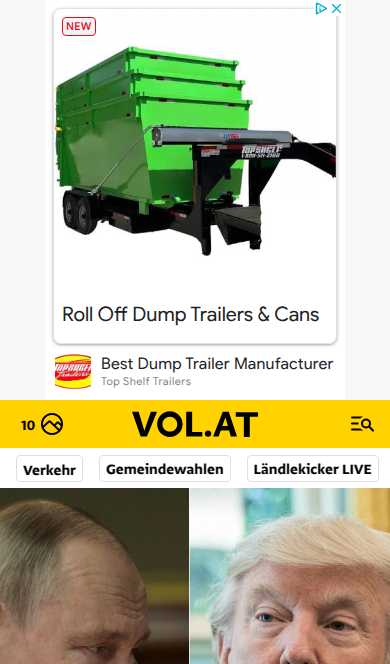 NEW
TOP SHELF
Roll Off Dump Trailers & Cans
TOP SHELF
Trailers
Best Dump Trailer Manufacturer
Top Shelf Trailers
10
VOL.AT
Verkehr
Gemeindewahlen
Ländlekicker LIVE